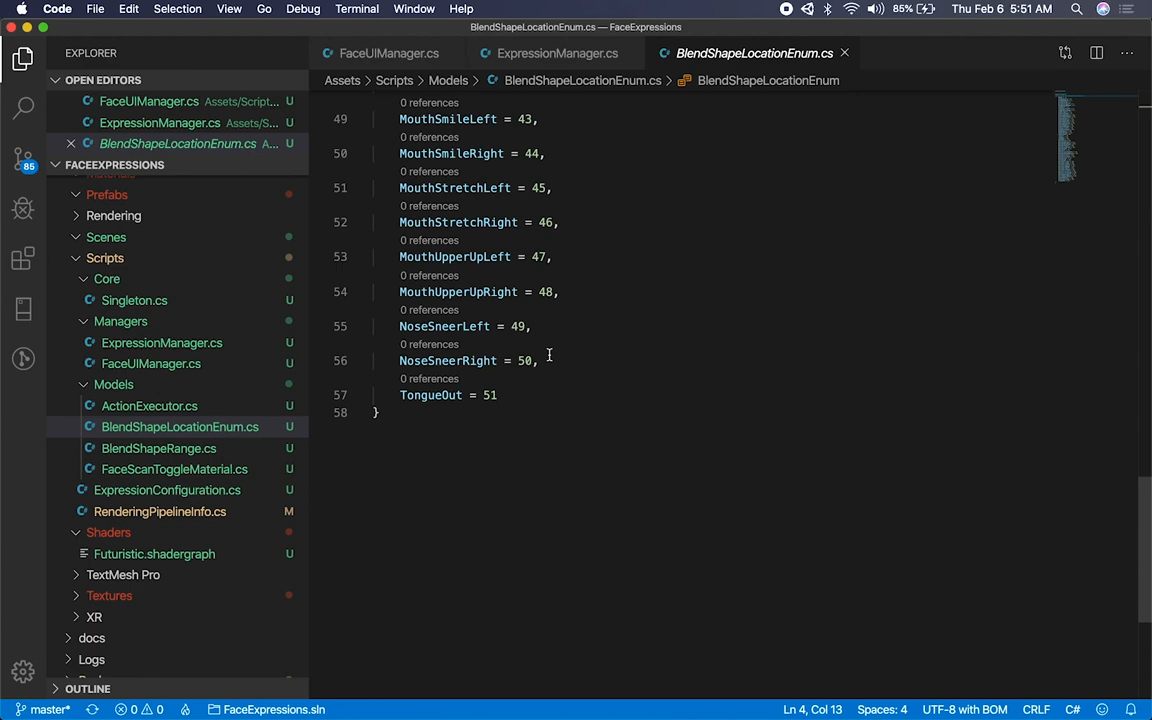 Code File Edit Selection View Go Debug Terminal Window Help 85% Thu Feb 6 5:51 AM
BlendShapeLocationEnum.cs — FaceExpressions
EXPLORER
OPEN EDITORS
FaceUIManager.cs Assets/Script... U
ExpressionManager.cs Assets/S... U
BlendShapeLocationEnum.cs A... U
FACEEXPRESSIONS
Materials
Prefabs
Rendering
Scenes
Scripts
Core
Singleton.cs U
Managers
ExpressionManager.cs U
FaceUIManager.cs U
Models
ActionExecutor.cs U
BlendShapeLocationEnum.cs U
BlendShapeRange.cs U
FaceScanToggleMaterial.cs U
ExpressionConfiguration.cs U
RenderingPipelineInfo.cs M
Shaders
Futuristic.shadergraph U
TextMesh Pro
Textures
XR
docs
Logs
OUTLINE
85
FaceUIManager.cs ExpressionManager.cs BlendShapeLocationEnum.cs
Assets > Scripts > Models > BlendShapeLocationEnum.cs > BlendShapeLocationEnum
0 references
49 MouthSmileLeft = 43,
0 references
50 MouthSmileRight = 44,
0 references
51 MouthStretchLeft = 45,
0 references
52 MouthStretchRight = 46,
0 references
53 MouthUpperUpLeft = 47,
0 references
54 MouthUpperUpRight = 48,
0 references
55 NoseSneerLeft = 49,
0 references
56 NoseSneerRight = 50,
0 references
57 TongueOut = 51
58 }
master* 0 0 FaceExpressions.sln Ln 4, Col 13 Spaces: 4 UTF-8 with BOM CRLF C#